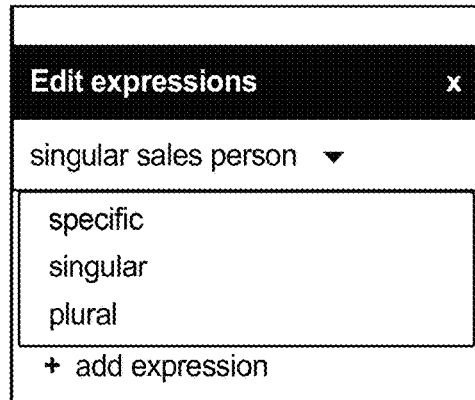 Edit expressions x
singular sales person ▼
specific
singular
plural
+ add expression